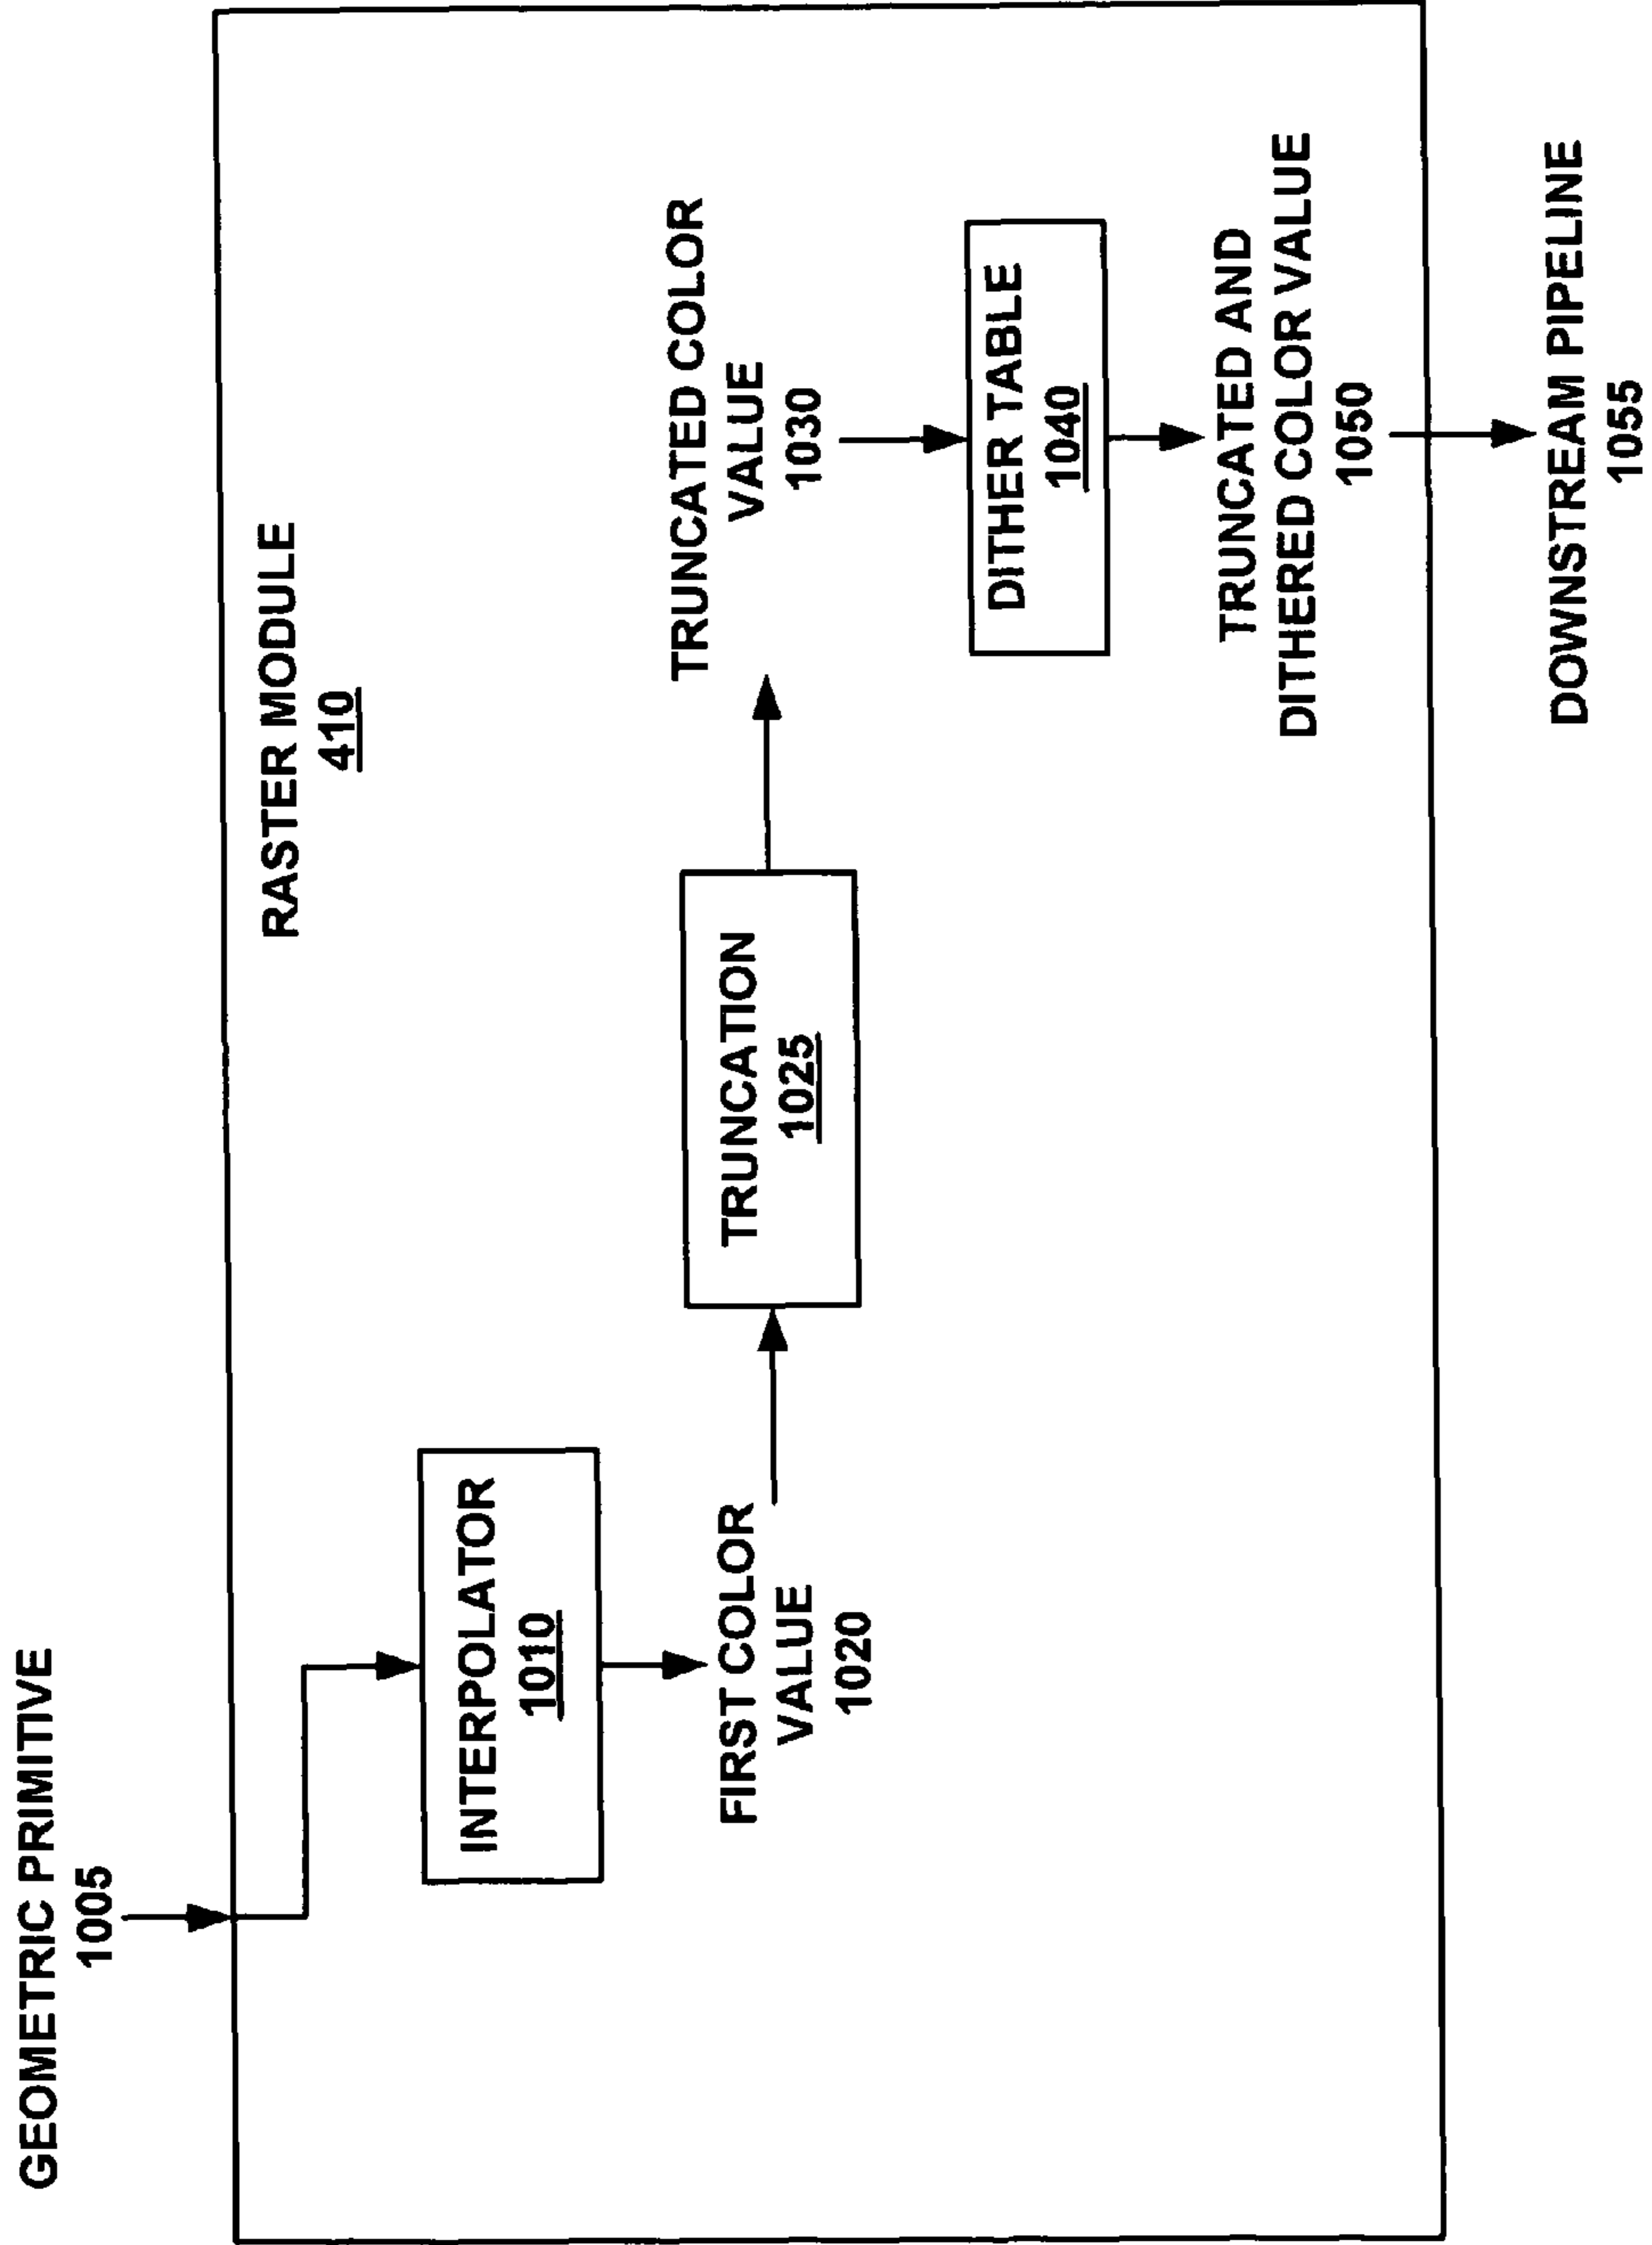 GEOMETRIC PRIMITIVE
1005
RASTER MODULE
410
INTERPOLATOR
1010
FIRST COLOR
VALUE
1020
TRUNCATION
1025
TRUNCATED COLOR
VALUE
1030
DITHER TABLE
1040
TRUNCATED AND
DITHERED COLOR VALUE
1050
DOWNSTREAM PIPELINE
1055